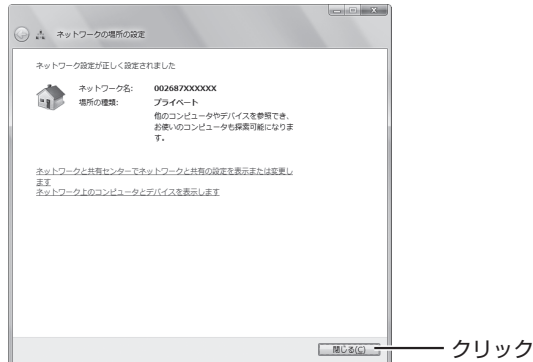 ネットワークの場所の設定
ネットワーク設定が正しく設定されました
ネットワーク名: 002687XXXXXX
場所の種類: プライベート
他のコンピュータやデバイスを参照でき、
お使いのコンピュータも探索可能になりま
す。
ネットワークと共有センターでネットワークと共有の設定を表示または変更し
ます
ネットワーク上のコンピュータとデバイスを表示します
閉じる(C)
クリック